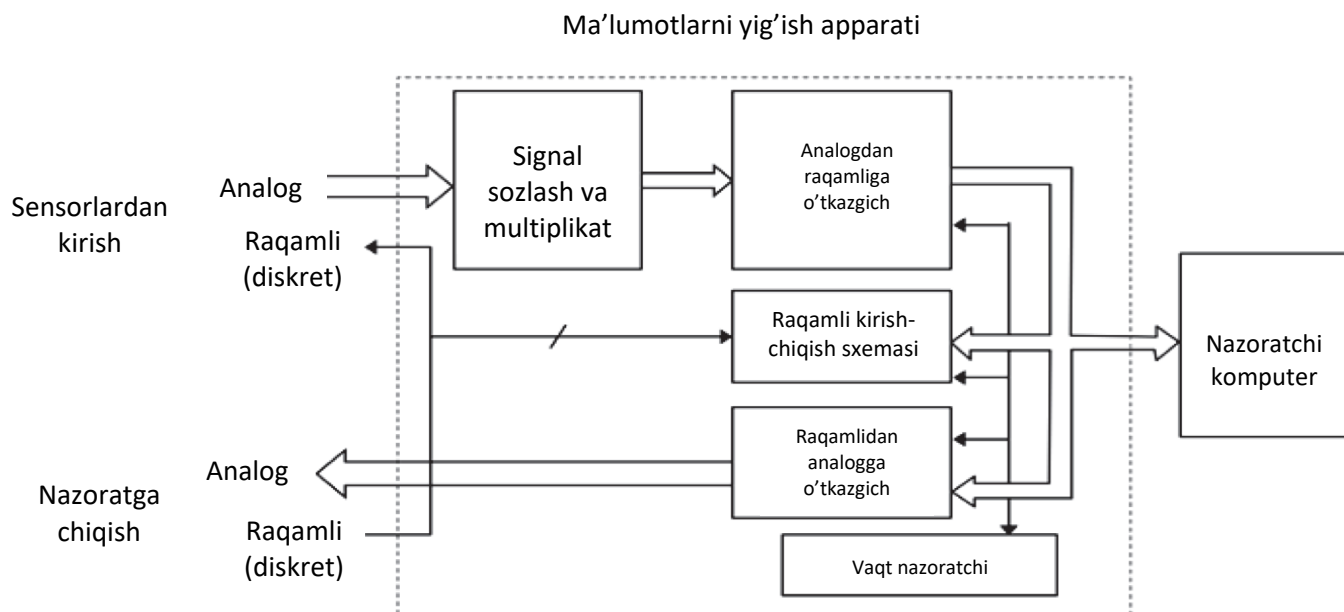 Ma’lumotlarni yig’ish apparati
Sensorlardan
kirish
Analog
Raqamli
(diskret)
Signal
sozlash va
multiplikat
Analogdan
raqamliga
o’tkazgich
Raqamli kirish-
chiqish sxemasi
Nazoratchi
komputer
Nazoratga
chiqish
Analog
Raqamli
(diskret)
Raqamlidan
analogga
o’tkazgich
Vaqt nazoratchi